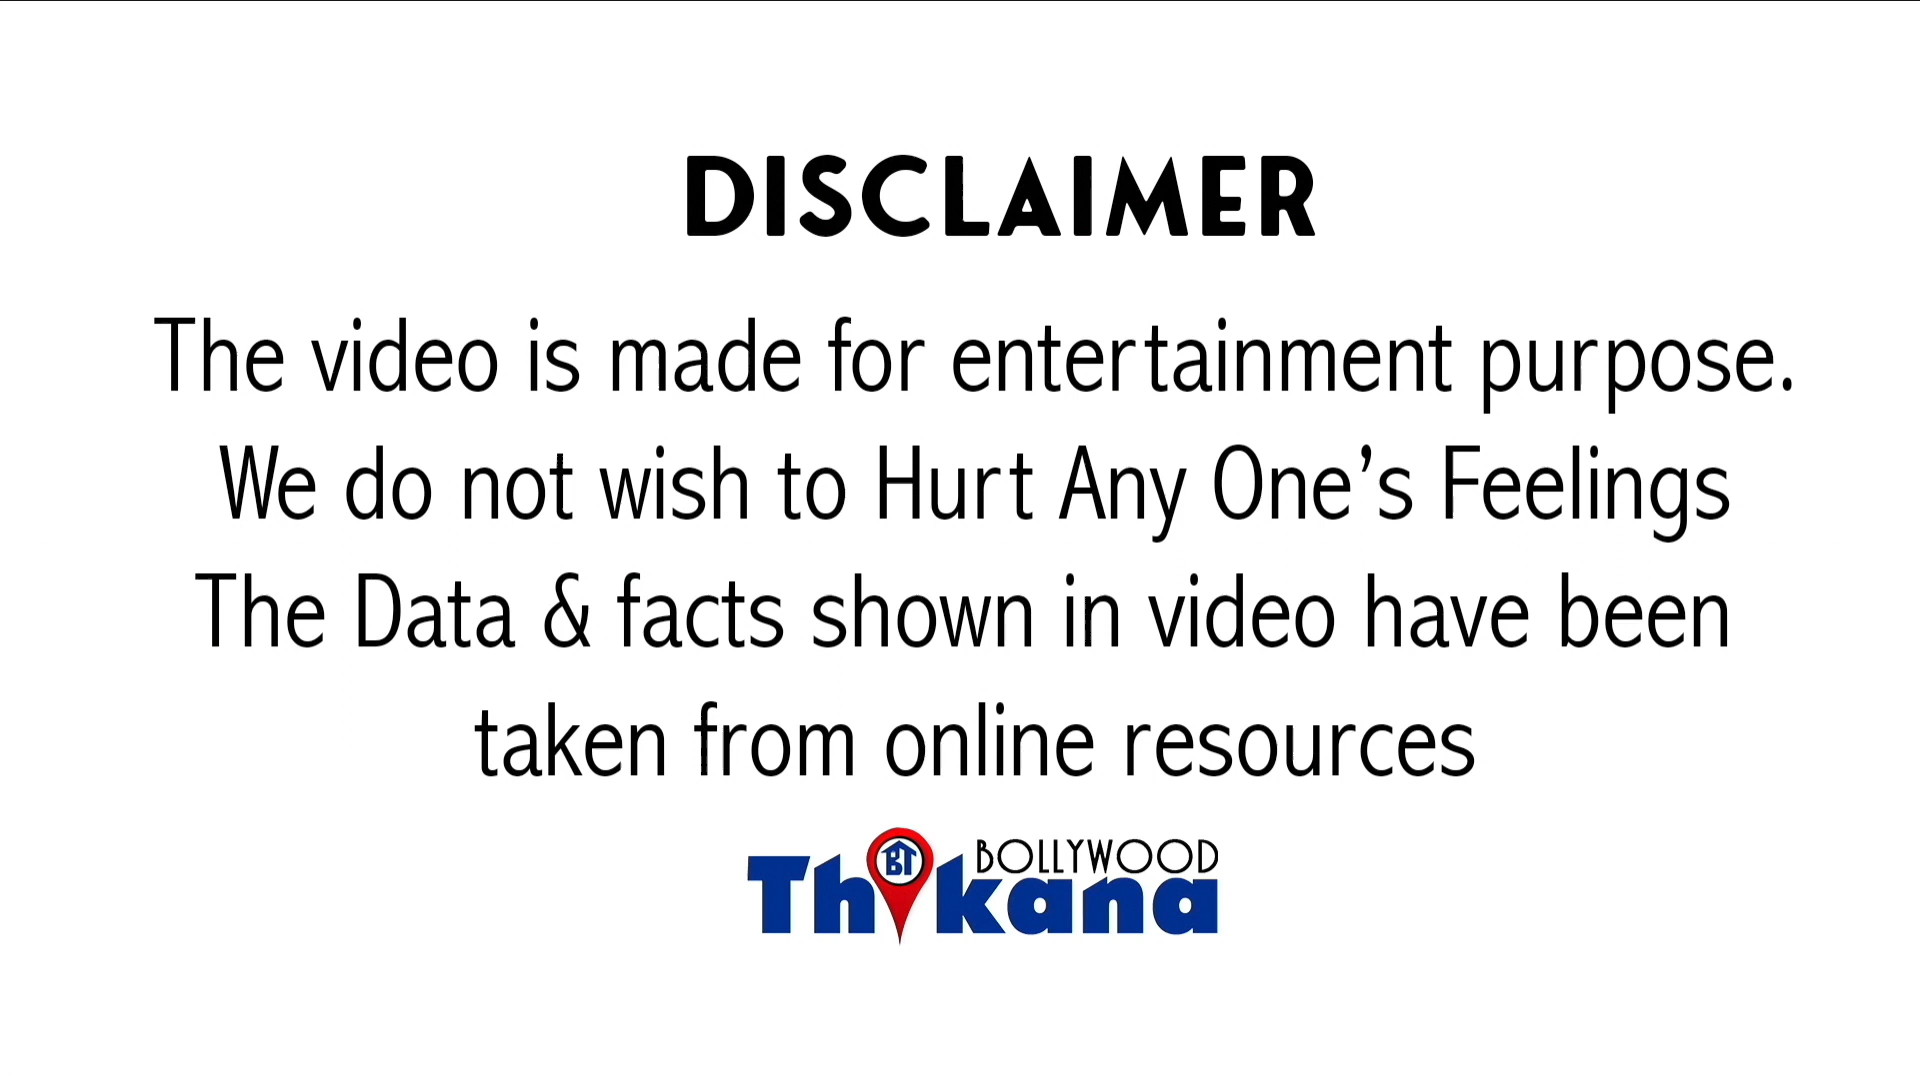 DISCLAIMER
The video is made for entertainment purpose.
We do not wish to Hurt Any One’s Feelings
The Data & facts shown in video have been
taken from online resources
BT
BOLLYWOOD
Thikana